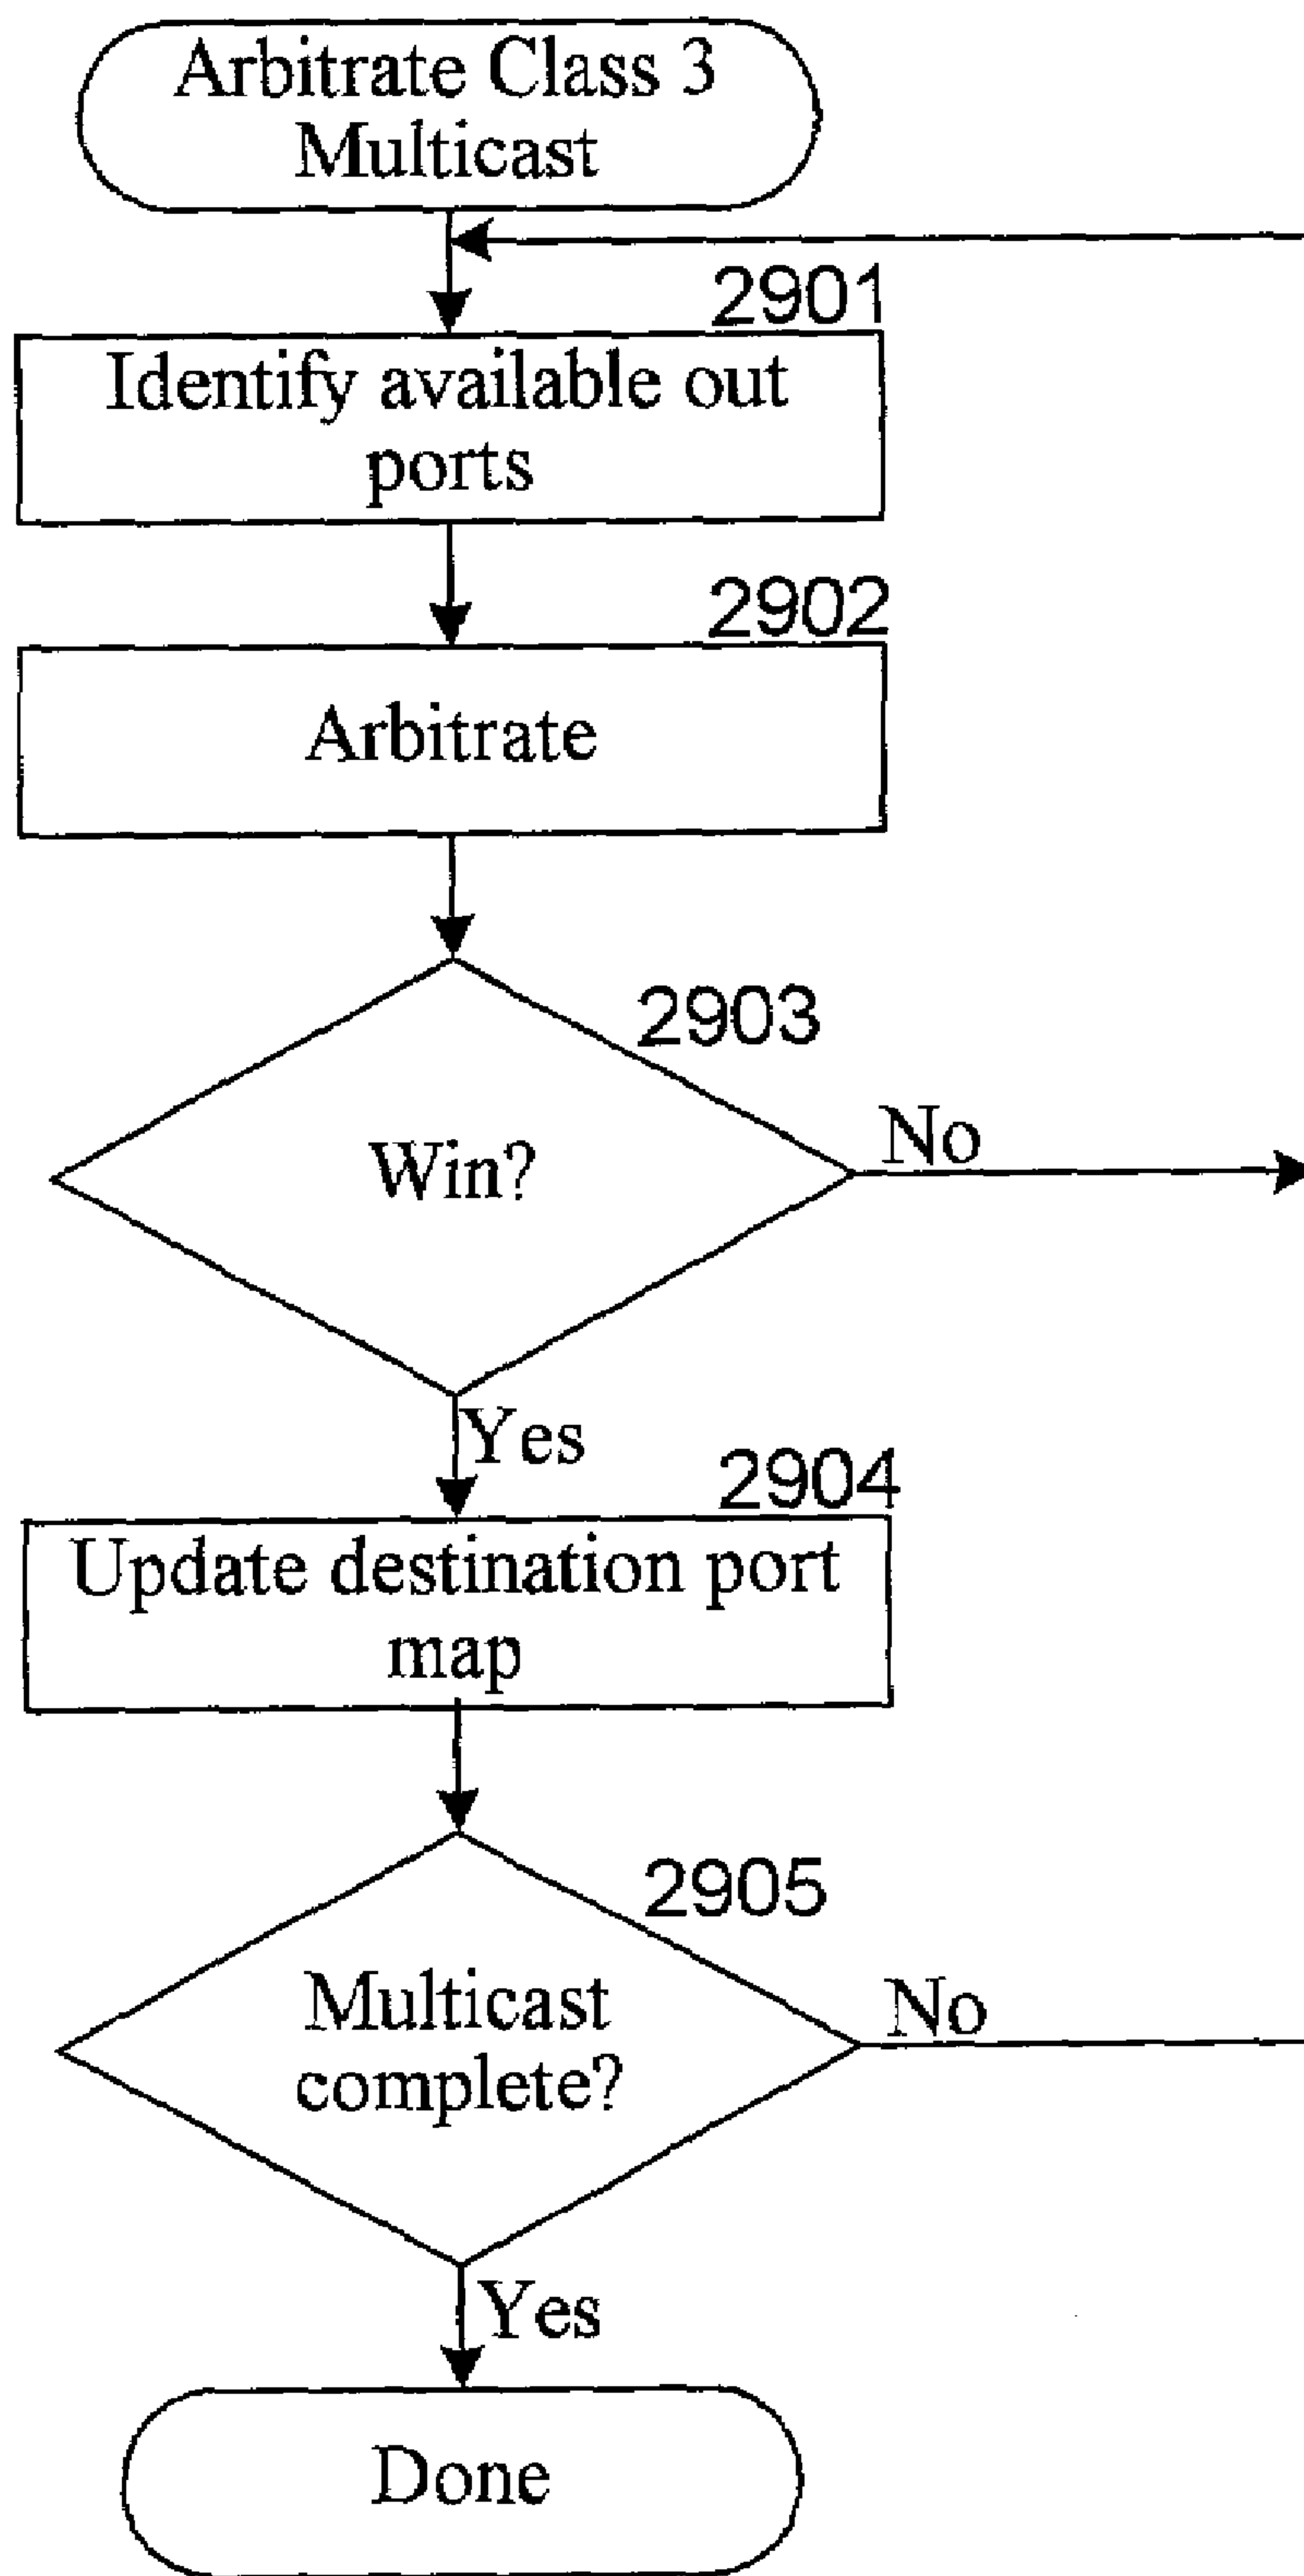 Arbitrate Class 3
Multicast
2901
Identify available out
ports
2902
Arbitrate
2903
Win?
No
Yes
2904
Update destination port
map
2905
Multicast
complete?
No
Yes
Done